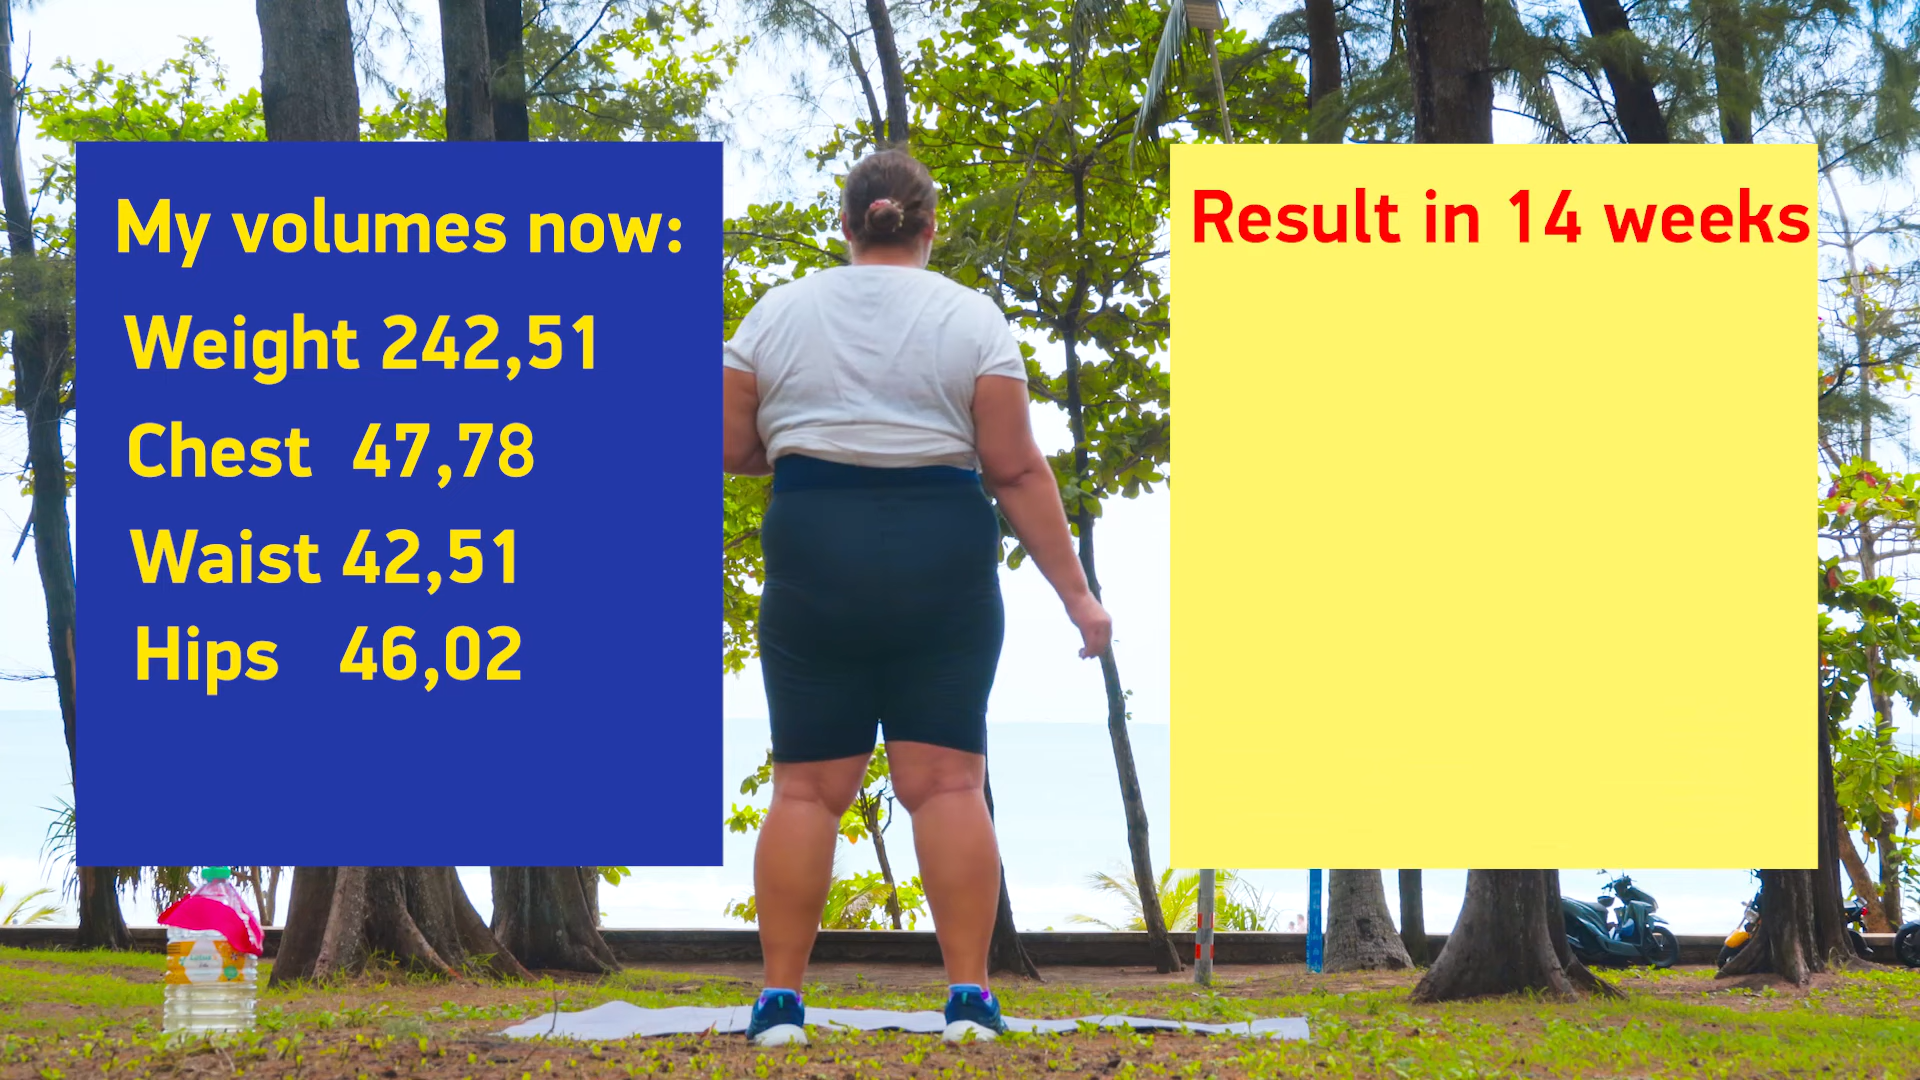 My volumes now:
Weight 242,51
Chest 47,78
Waist 42,51
Hips 46,02
Result in 14 weeks